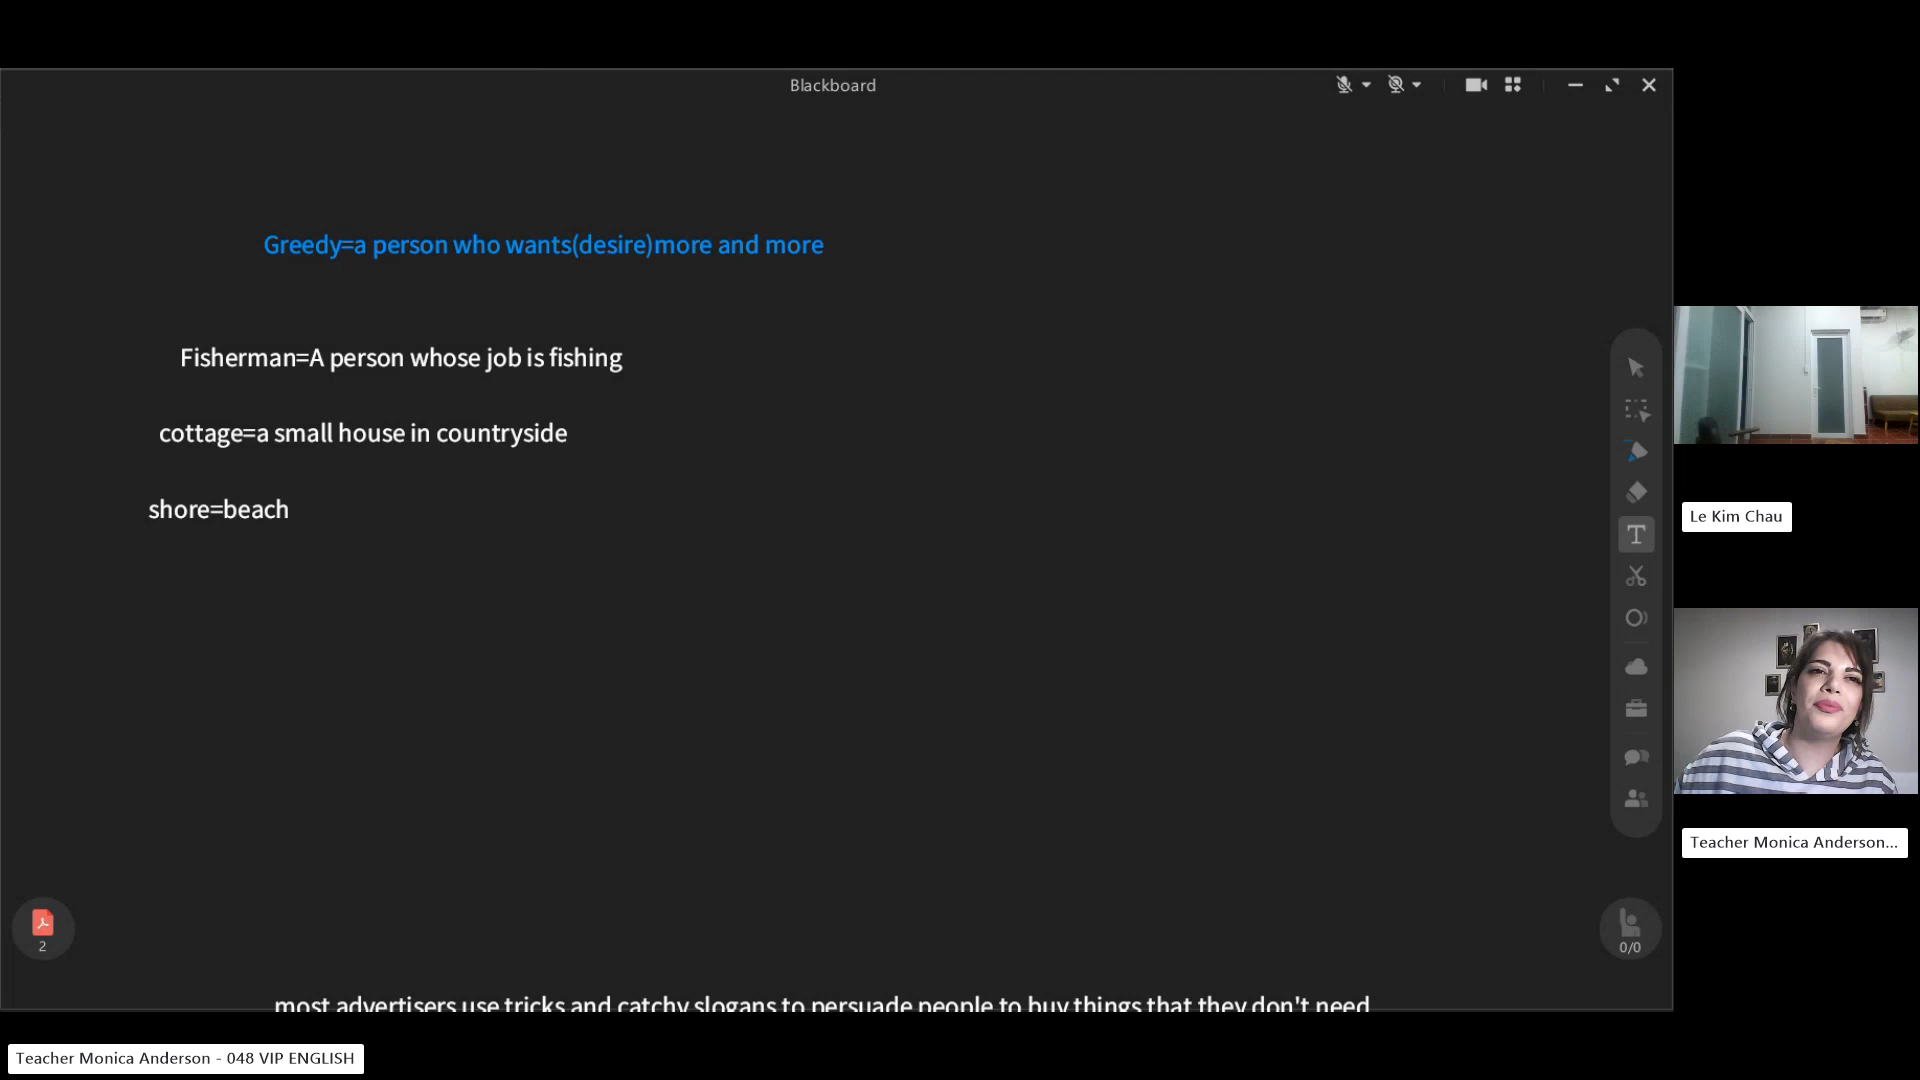 Blackboard
Greedy=a person who wants(desire)more and more
Fisherman=A person whose job is fishing
cottage=a small house in countryside
shore=beach
Le Kim Chau
Teacher Monica Anderson...
2
0/0
most advertisers use tricks and catchy slogans to persuade people to buy things that they don't need
Teacher Monica Anderson - 048 VIP ENGLISH